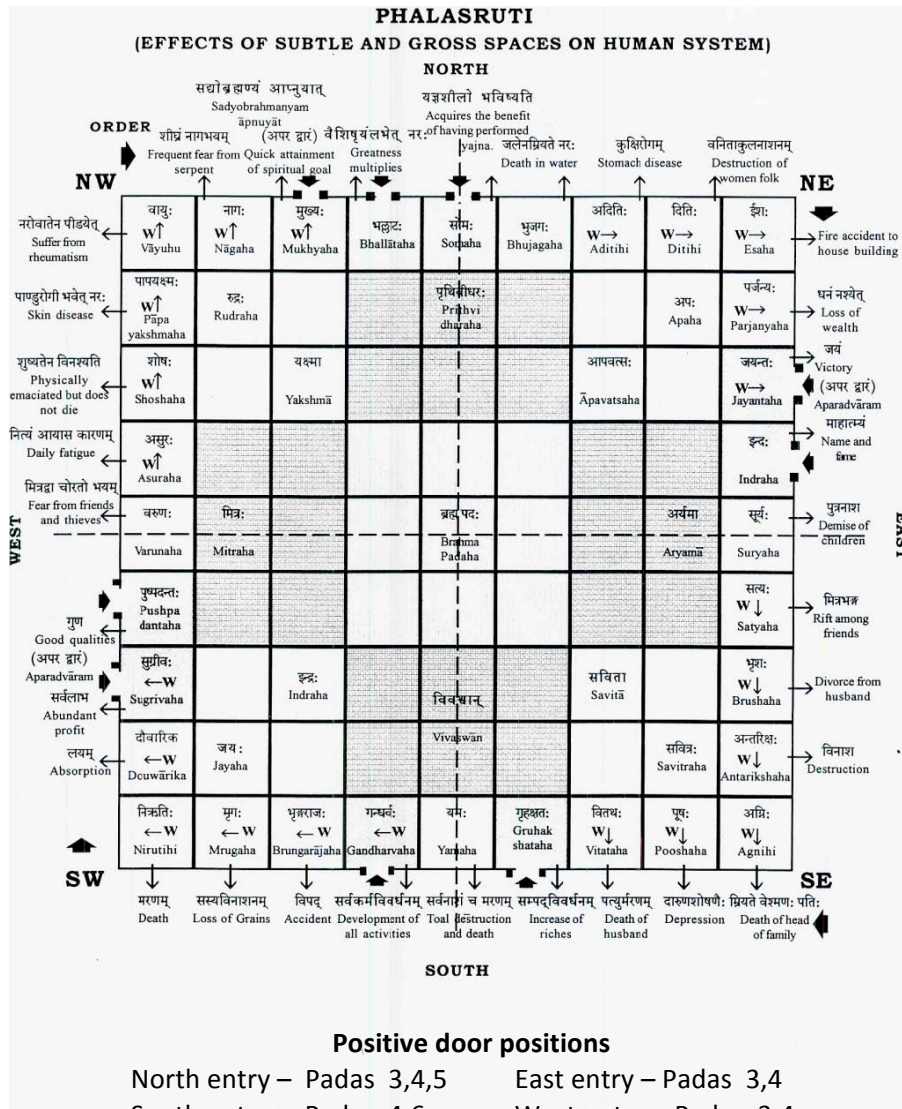 PHALASRUTI
(EFFECTS OF SUBTLE AND GROSS SPACES ON HUMAN SYSTEM)
NORTH
सद्योब्रह्मण्यं आप्नुयात्
Sadyobrahmanyam
āpnuyāt
यज्ञशीलो भविष्यति
Acquires the benefit
of having performed
yajna.
ORDER
शीघ्रं नागभयम्
Frequent fear from
serpent
(अपर द्वारं)
Quick attainment
of spiritual goal
वैशिष्यंलभेत् नरः
Greatness
multiplies
जलेनम्रियते नरः
Death in water
कुक्षिरोगम्
Stomach disease
वनिताकुलनाशनम्
Destruction of
women folk
NW
NE
नरोवातेन पीडयेत्
Suffer from
rheumatism
वायुः
W↑
Vāyuhu
नागः
W↑
Nāgaha
मुख्यः
W↑
Mukhyaha
भल्लाटः
Bhallātaha
सोमः
Somaha
भुजगः
Bhujagaha
अदितिः
W→
Aditihi
दितिः
W→
Ditihi
ईशः
W→
Esaha
Fire accident to
house building
पाण्डुरोगी भवेत् नरः
Skin disease
पापयक्ष्मः
W↑
Pāpa
yakshmaha
रुद्रः
Rudraha
पृथिवीधरः
Prithvi
dharaha
अपः
Apaha
पर्जन्यः
W→
Parjanyaha
धनं नश्येत्
Loss of
wealth
शुष्यतेन विनश्यति
Physically
emaciated but does
not die
शोषः
W↑
Shoshaha
यक्ष्मा
Yakshmā
आपवत्सः
Āpavatsaha
जयन्तः
W→
Jayantaha
जयं
Victory
(अपर द्वारं)
Aparadvāram
नित्यं आयास कारणम्
Daily fatigue
असुरः
W↑
Asuraha
इन्दः
Indraha
माहात्म्यं
Name and
fame
मित्रद्वा चोरतो भयम्
Fear from friends
and thieves
WEST
वरुणः
Varunaha
मित्रः
Mitraha
ब्रह्म पदः
Brahma
Padaha
अर्यमा
Aryamā
सूर्यः
Suryaha
पुत्रनाश
Demise of
children
EAST
गुण
Good qualities
पुष्पदन्तः
Pushpa
dantaha
सत्यः
W↓
Satyaha
मित्रभङ्ग
Rift among
friends
(अपर द्वारं)
Aparadvāram
सर्वलाभ
Abundant
profit
सुग्रीवः
←W
Sugrivaha
इन्द्रः
Indraha
विवस्वान्
Vivaswān
सविता
Savitā
भृशः
W↓
Brushaha
Divorce from
husband
लयम्
Absorption
दौवारिक
←W
Douwārika
जयः
Jayaha
सवित्रः
Savitraha
अन्तरिक्षः
W↓
Antarikshaha
विनाश
Destruction
निऋतिः
←W
Nirutihi
मृगः
←W
Mrugaha
भृङ्गराजः
←W
Brungarājaha
गन्धर्वः
←W
Gandharvaha
यमः
Yamaha
गृहक्षतः
Gruhak
shataha
वितथः
W↓
Vitataha
पूषः
W↓
Pooshaha
अग्निः
W↓
Agnihi
SW
SE
मरणम्
Death
सस्यविनाशनम्
Loss of Grains
विपद्
Accident
सर्वकर्मविवर्धनम्
Development of
all activities
सर्वनाशं च मरणम्
Toal destruction
and death
सम्पद्विवर्धनम्
Increase of
riches
पत्युर्मरणम्
Death of
husband
दारुणशोषणैः
Depression
म्रियते वेश्मणः पतिः
Death of head
of family
SOUTH
Positive door positions
North entry – Padas 3,4,5 East entry – Padas 3,4